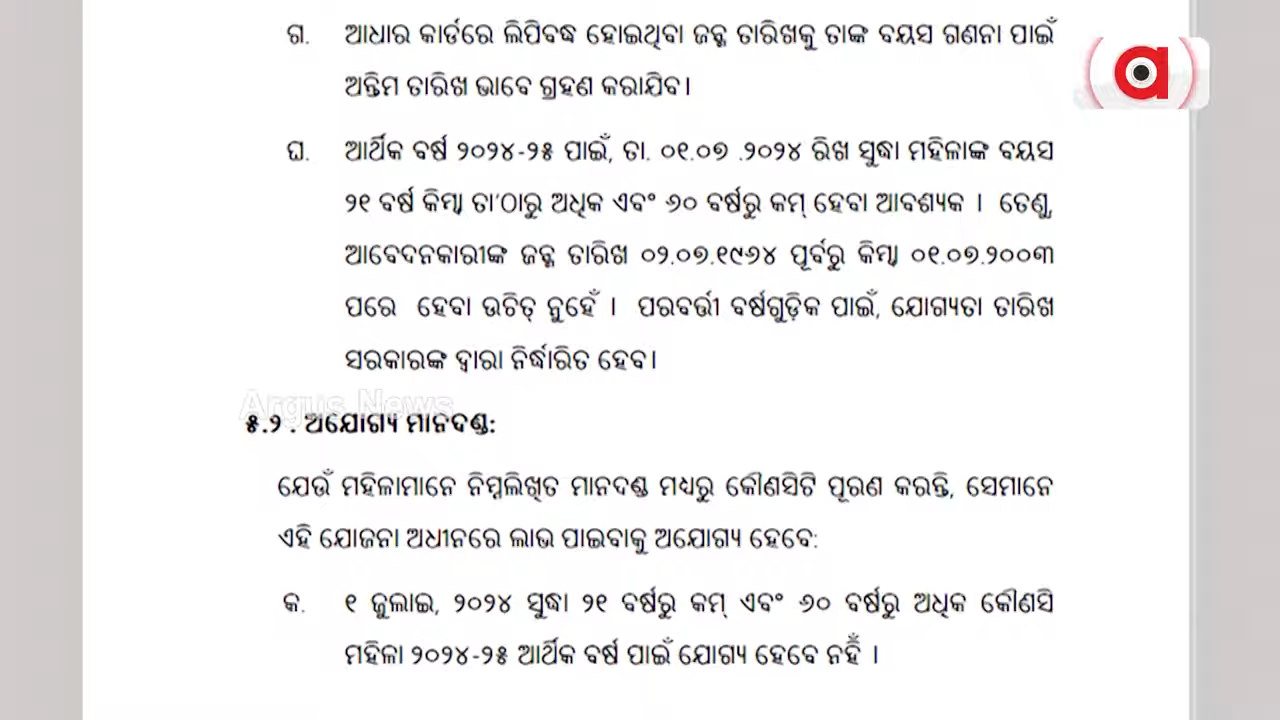 ଗ. ଆଧାର କାର୍ଡରେ ଲିପିବଦ୍ଧ ହୋଇଥିବା ଜନ୍ମ ତାରିଖକୁ ତାଙ୍କ ବୟସ ଗଣନା ପାଇଁ
ଅନ୍ତିମ ତାରିଖ ଭାବେ ଗ୍ରହଣ କରାଯିବ।
ଘ. ଆର୍ଥିକ ବର୍ଷ ୨୦୨୪-୨୫ ପାଇଁ, ତା. ୦୧.୦୭ .୨୦୨୪ ରିଖ ସୁଦ୍ଧା ମହିଳାଙ୍କ ବୟସ
୨୧ ବର୍ଷ କିମ୍ବା ତା'ଠାରୁ ଅଧିକ ଏବଂ ୬୦ ବର୍ଷରୁ କମ୍ ହେବା ଆବଶ୍ୟକ । ତେଣୁ,
ଆବେଦନକାରୀଙ୍କ ଜନ୍ମ ତାରିଖ ୦୨.୦୭.୧୯୬୪ ପୂର୍ବରୁ କିମ୍ବା ୦୧.୦୭.୨୦୦୩
ପରେ ହେବା ଉଚିତ୍ ନୁହେଁ । ପରବର୍ତ୍ତୀ ବର୍ଷଗୁଡ଼ିକ ପାଇଁ, ଯୋଗ୍ୟତା ତାରିଖ
ସରକାରଙ୍କ ଦ୍ୱାରା ନିର୍ଦ୍ଧାରିତ ହେବ।
Argus News
୫.୨ . ଅଯୋଗ୍ୟ ମାନଦଣ୍ଡ:
ଯେଉଁ ମହିଳାମାନେ ନିମ୍ନଲିଖିତ ମାନଦଣ୍ଡ ମଧ୍ୟରୁ କୌଣସିଟି ପୂରଣ କରନ୍ତି, ସେମାନେ
ଏହି ଯୋଜନା ଅଧୀନରେ ଲାଭ ପାଇବାକୁ ଅଯୋଗ୍ୟ ହେବେ:
କ. ୧ ଜୁଲାଇ, ୨୦୨୪ ସୁଦ୍ଧା ୨୧ ବର୍ଷରୁ କମ୍ ଏବଂ ୬୦ ବର୍ଷରୁ ଅଧିକ କୌଣସି
ମହିଳା ୨୦୨୪-୨୫ ଆର୍ଥିକ ବର୍ଷ ପାଇଁ ଯୋଗ୍ୟ ହେବେ ନହିଁ ।